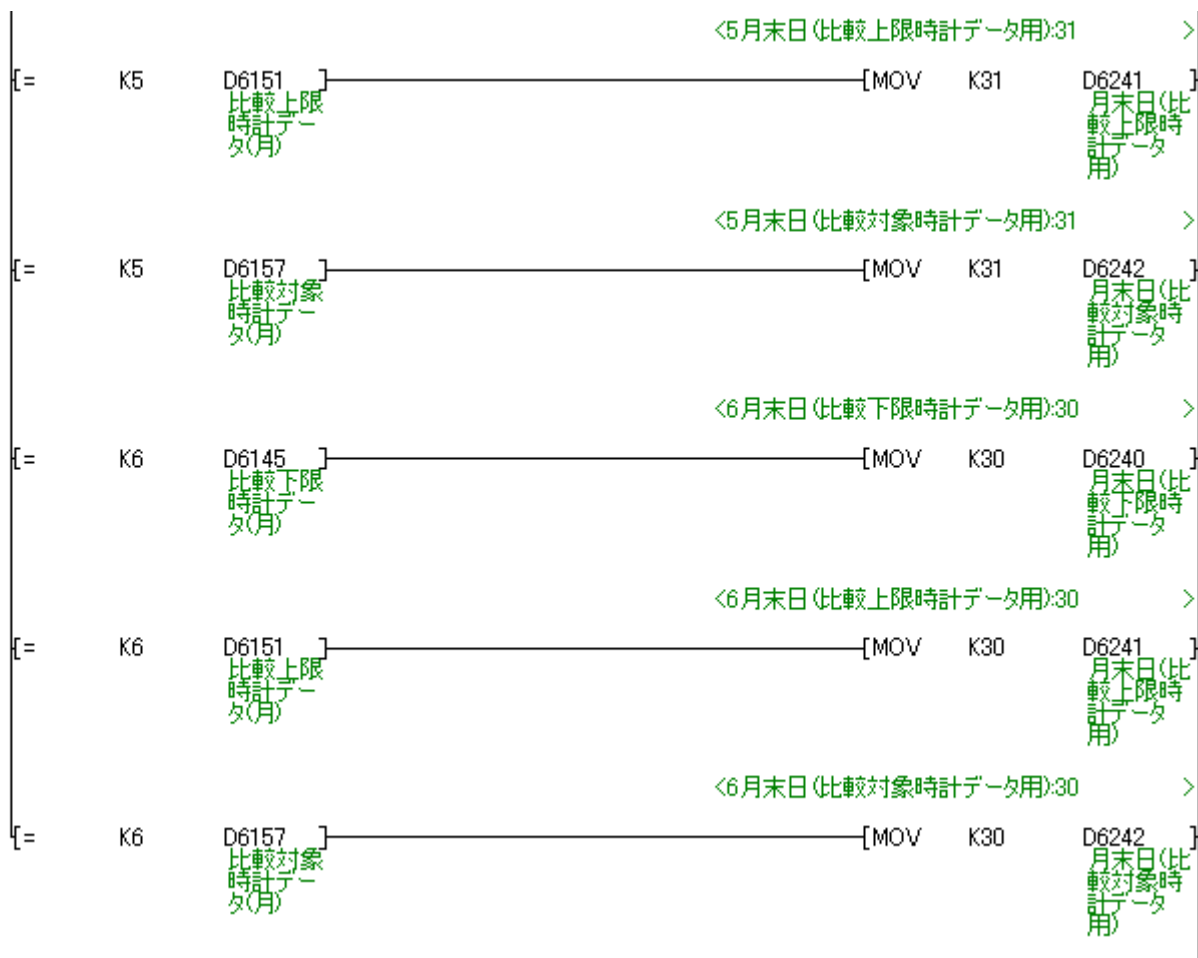 <5月末日(比較上限時計データ用):31 >
[= K5 D6151 ] [MOV K31 D6241 ]
比較上限
時計デー
タ(月)
月末日(比
較上限時
計データ
用)
<5月末日(比較対象時計データ用):31 >
[= K5 D6157 ] [MOV K31 D6242 ]
比較対象
時計デー
タ(月)
月末日(比
較対象時
計データ
用)
<6月末日(比較下限時計データ用):30 >
[= K6 D6145 ] [MOV K30 D6240 ]
比較下限
時計デー
タ(月)
月末日(比
較下限時
計データ
用)
<6月末日(比較上限時計データ用):30 >
[= K6 D6151 ] [MOV K30 D6241 ]
比較上限
時計デー
タ(月)
月末日(比
較上限時
計データ
用)
<6月末日(比較対象時計データ用):30 >
[= K6 D6157 ] [MOV K30 D6242 ]
比較対象
時計デー
タ(月)
月末日(比
較対象時
計データ
用)